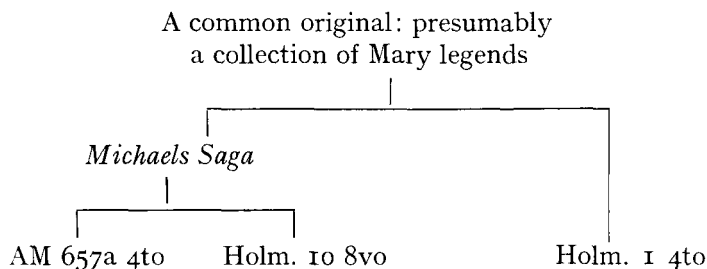 A common original: presumably
a collection of Mary legends
Michaels Saga
AM 657a 4to Holm. 10 8vo Holm. 1 4to